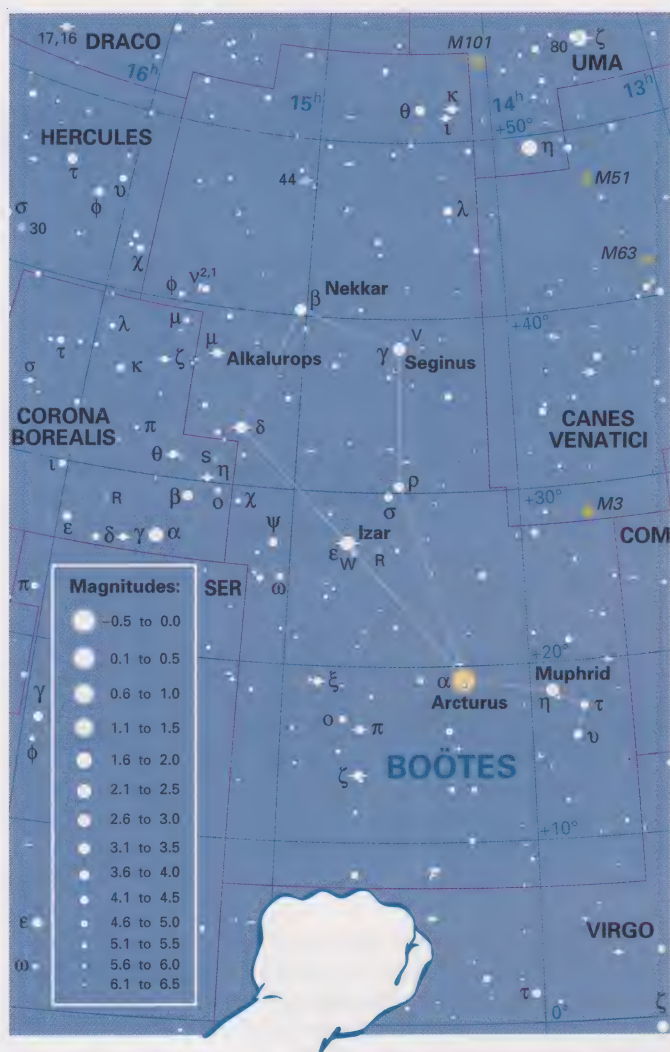 17,16 DRACO
M101
80 ζ
UMA
16h
15h
14h
13h
θ κ
ι
+50°
η
HERCULES
τ
44
M51
υ
φ
λ
σ
30
M63
χ
φ ν2,1
Nekkar
β
λ μ
+40°
τ
μ
V
γ Seginus
ζ
Alkalurops
κ
σ
CORONA
BOREALIS
π
δ
CANES
VENATICI
θ S
ι
η
ρ
+30°
R β ο χ
σ
M3
ε δ γ α
ψ
Izar
COM
ε W R
π
Magnitudes:
SER
ω
−0.5 to 0.0
0.1 to 0.5
+20°
0.6 to 1.0
ξ
α
Arcturus
Muphrid
η τ
γ
1.1 to 1.5
ο π
υ
φ
1.6 to 2.0
BOÖTES
2.1 to 2.5
ζ
2.6 to 3.0
+10°
3.1 to 3.5
3.6 to 4.0
4.1 to 4.5
ε
4.6 to 5.0
VIRGO
5.1 to 5.5
ω
5.6 to 6.0
6.1 to 6.5
τ
0°
ζ